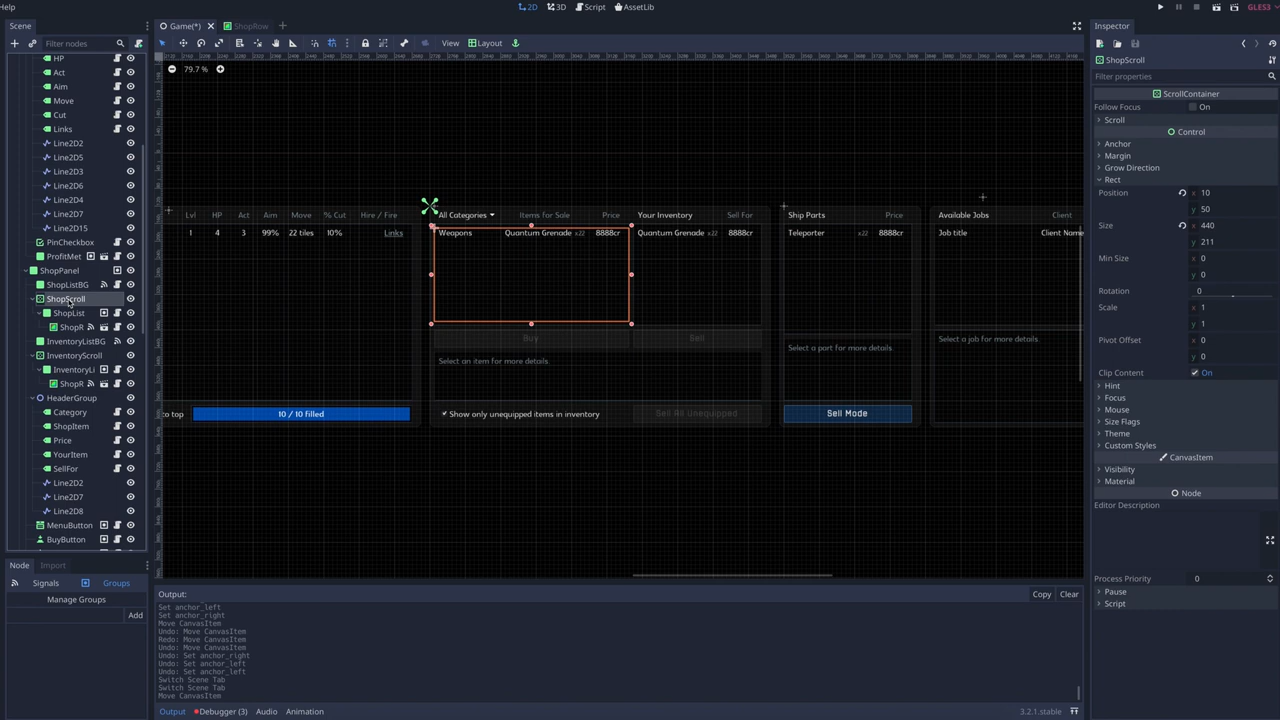 Help
2D
3D
Script
AssetLib
GLES3
Scene
Game(*)
ShopRow
Inspector
Filter nodes
View
Layout
ShopScroll
79.7 %
Filter properties
HP
Act
Aim
Move
Cut
Links
Line2D2
Line2D5
Line2D3
Line2D6
Line2D4
Line2D7
Line2D15
PinCheckbox
ProfitMet
ShopPanel
ShopListBG
ShopScroll
ShopList
ShopR
InventoryListBG
InventoryScroll
InventoryLi
ShopR
HeaderGroup
Category
ShopItem
Price
YourItem
SellFor
Line2D2
Line2D7
Line2D8
MenuButton
BuyButton
Lvl HP Act Aim Move % Cut Hire / Fire
1 4 3 99% 22 tiles 10% Links
to top
10 / 10 filled
All Categories Items for Sale Price Your Inventory Sell For
Weapons Quantum Grenade x22 8888cr Quantum Grenade x22 8888cr
Buy
Sell
Select an item for more details.
Show only unequipped items in inventory
Sell All Unequipped
Ship Parts Price
Teleporter x22 8888cr
Select a part for more details.
Sell Mode
Available Jobs Client
Job title Client Name
Select a job for more details.
ScrollContainer
Follow Focus On
Scroll
Control
Anchor
Margin
Grow Direction
Rect
Position x 10
y 50
Size x 440
y 211
Min Size x 0
y 0
Rotation 0
Scale x 1
y 1
Pivot Offset x 0
y 0
Clip Content On
Hint
Focus
Mouse
Size Flags
Theme
Custom Styles
CanvasItem
Visibility
Material
Node
Editor Description
Process Priority 0
Pause
Script
Node
Import
Signals
Groups
Manage Groups
Add
Output:
Copy
Clear
Set anchor_left
Set anchor_right
Move CanvasItem
Undo: Move CanvasItem
Redo: Move CanvasItem
Undo: Move CanvasItem
Undo: Set anchor_right
Undo: Set anchor_left
Switch Scene Tab
Switch Scene Tab
Move CanvasItem
Output
Debugger (3)
Audio
Animation
3.2.1.stable